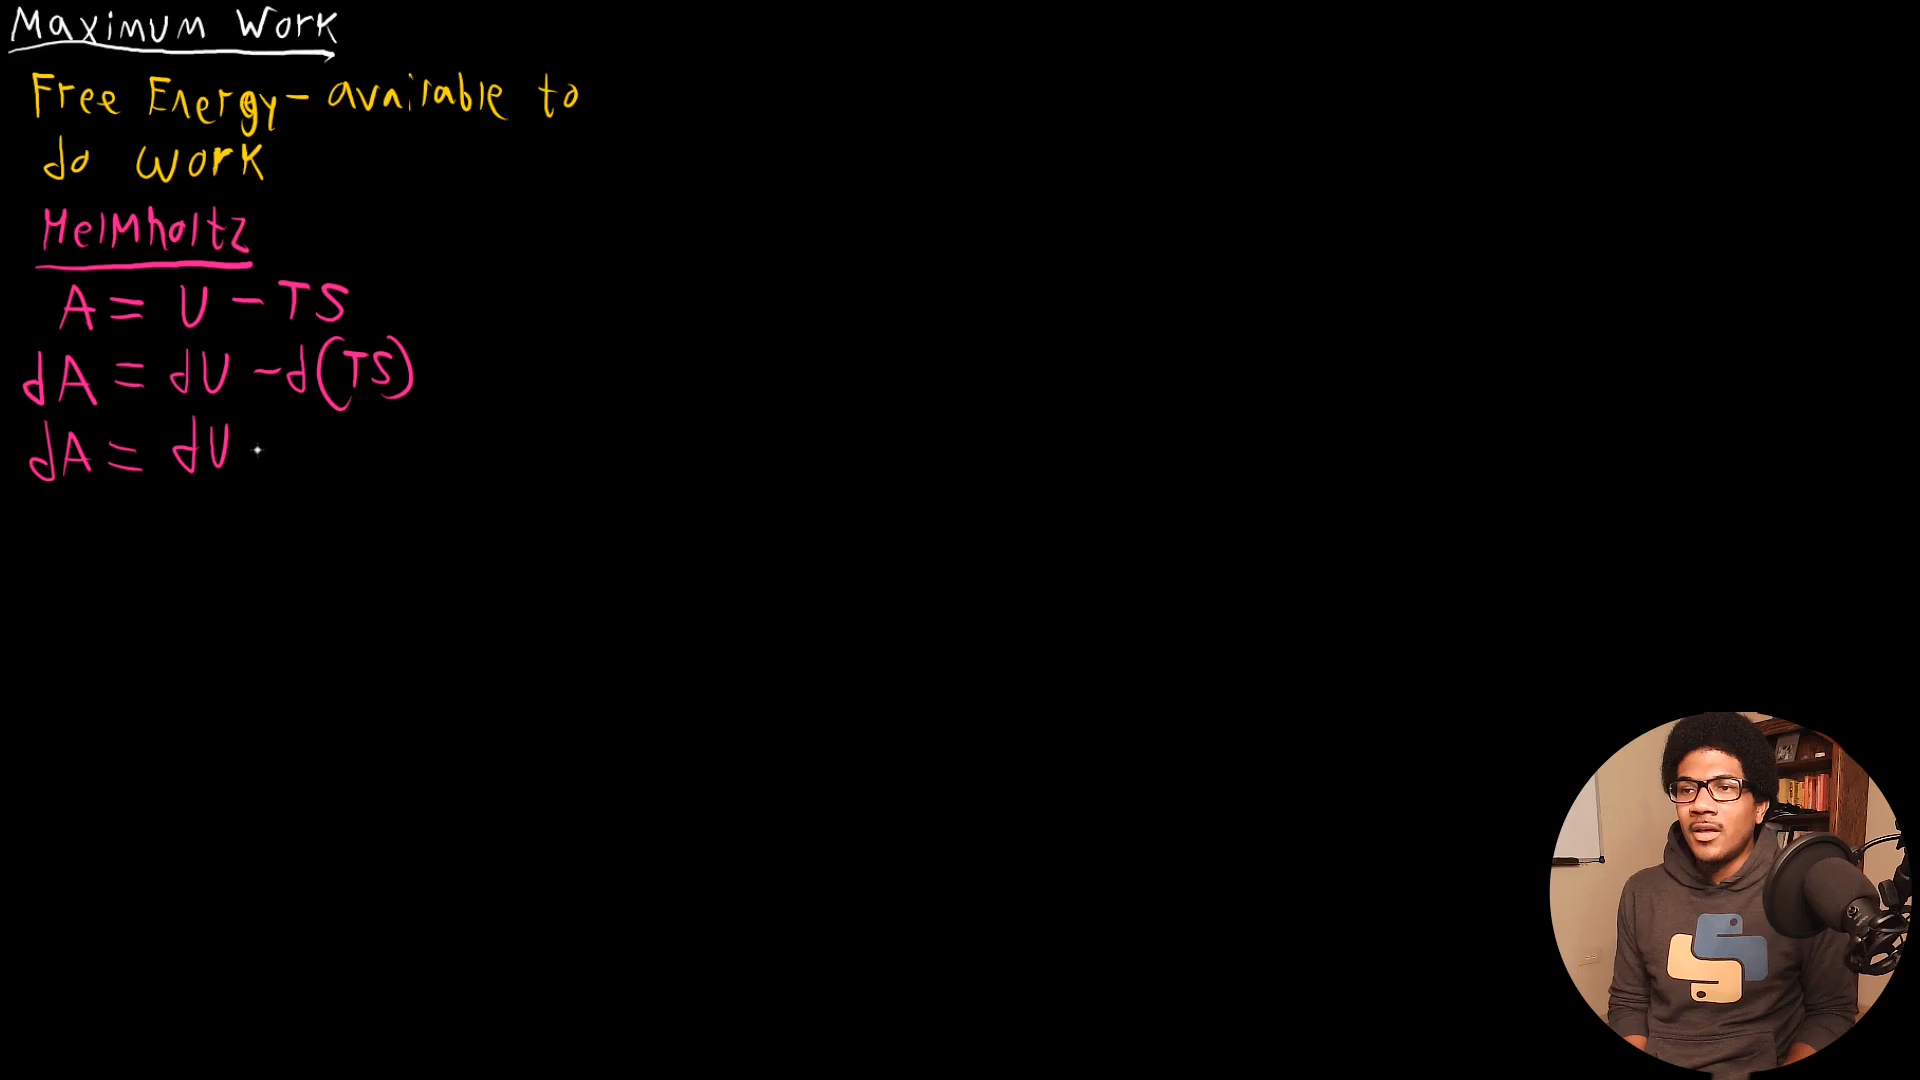 Maximum Work
Free Energy - available to
do work
Helmholtz
A = U - TS
dA = dU - d(TS)
dA = dU